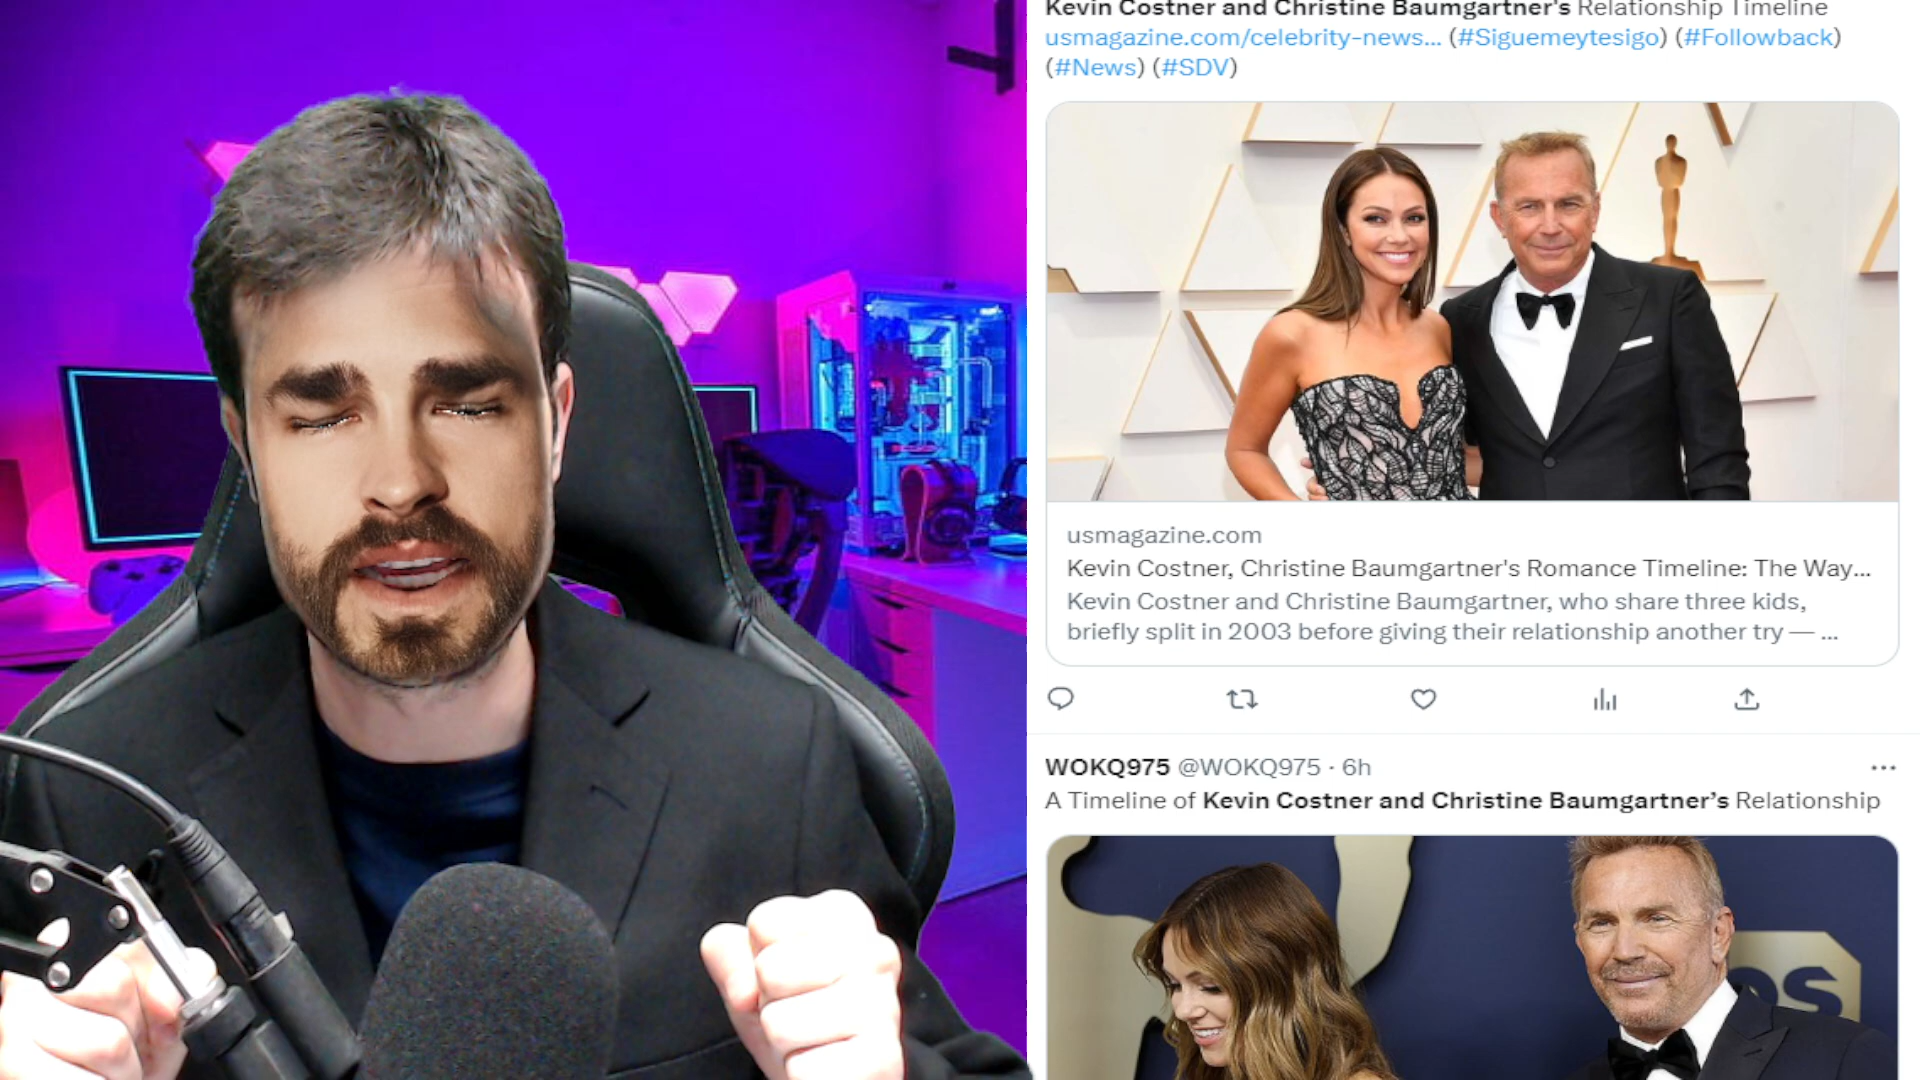 Kevin Costner and Christine Baumgartner's Relationship Timeline
usmagazine.com/celebrity-news... (#Siguemeytesigo) (#Followback)
(#News) (#SDV)
usmagazine.com
Kevin Costner, Christine Baumgartner's Romance Timeline: The Way...
Kevin Costner and Christine Baumgartner, who share three kids,
briefly split in 2003 before giving their relationship another try — ...
WOKQ975 @WOKQ975 · 6h
A Timeline of Kevin Costner and Christine Baumgartner’s Relationship